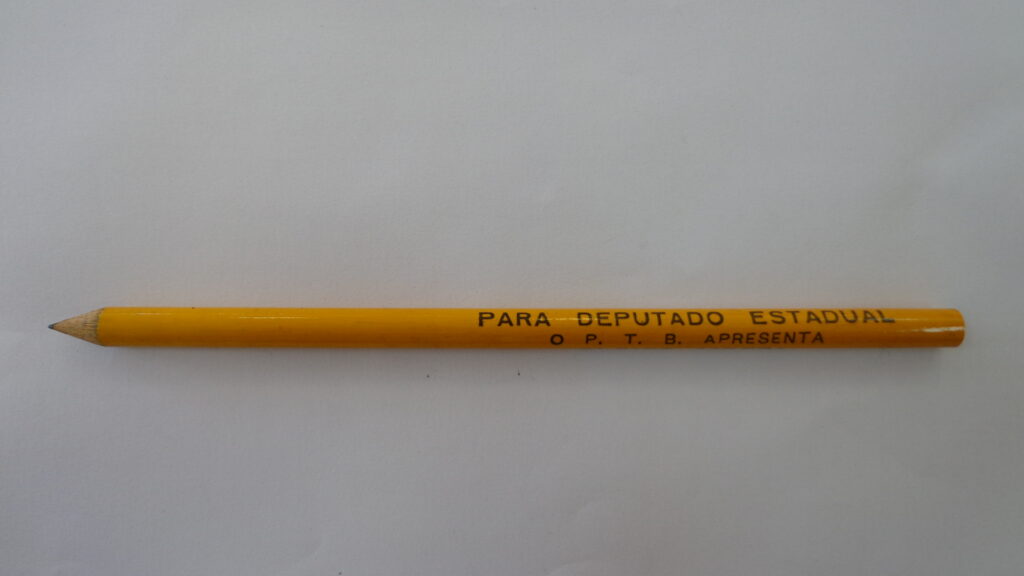 PARA DEPUTADO ESTADUAL
O P. T. B. APRESENTA